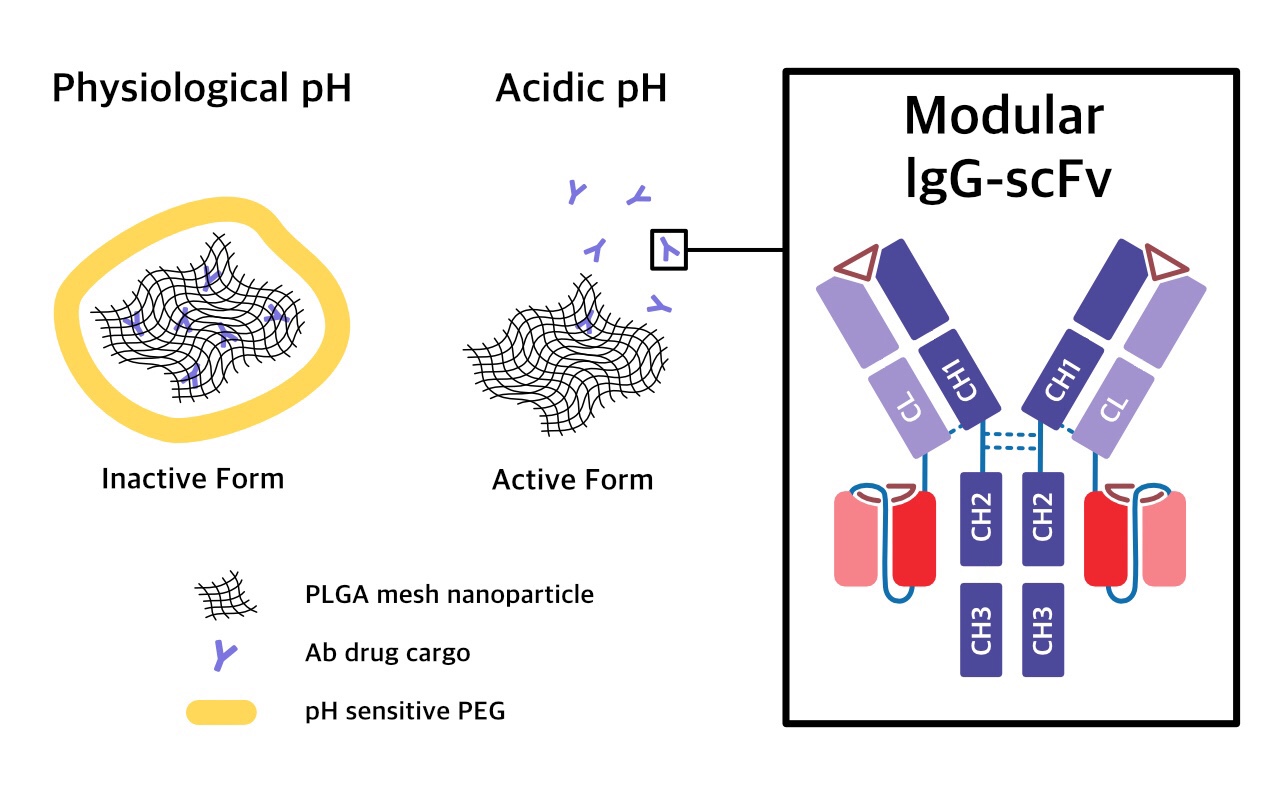 Physiological pH
Acidic pH
Inactive Form
Active Form
PLGA mesh nanoparticle
Ab drug cargo
pH sensitive PEG
Modular
IgG-scFv
CH1
CH1
CL
CL
CH2
CH2
CH3
CH3